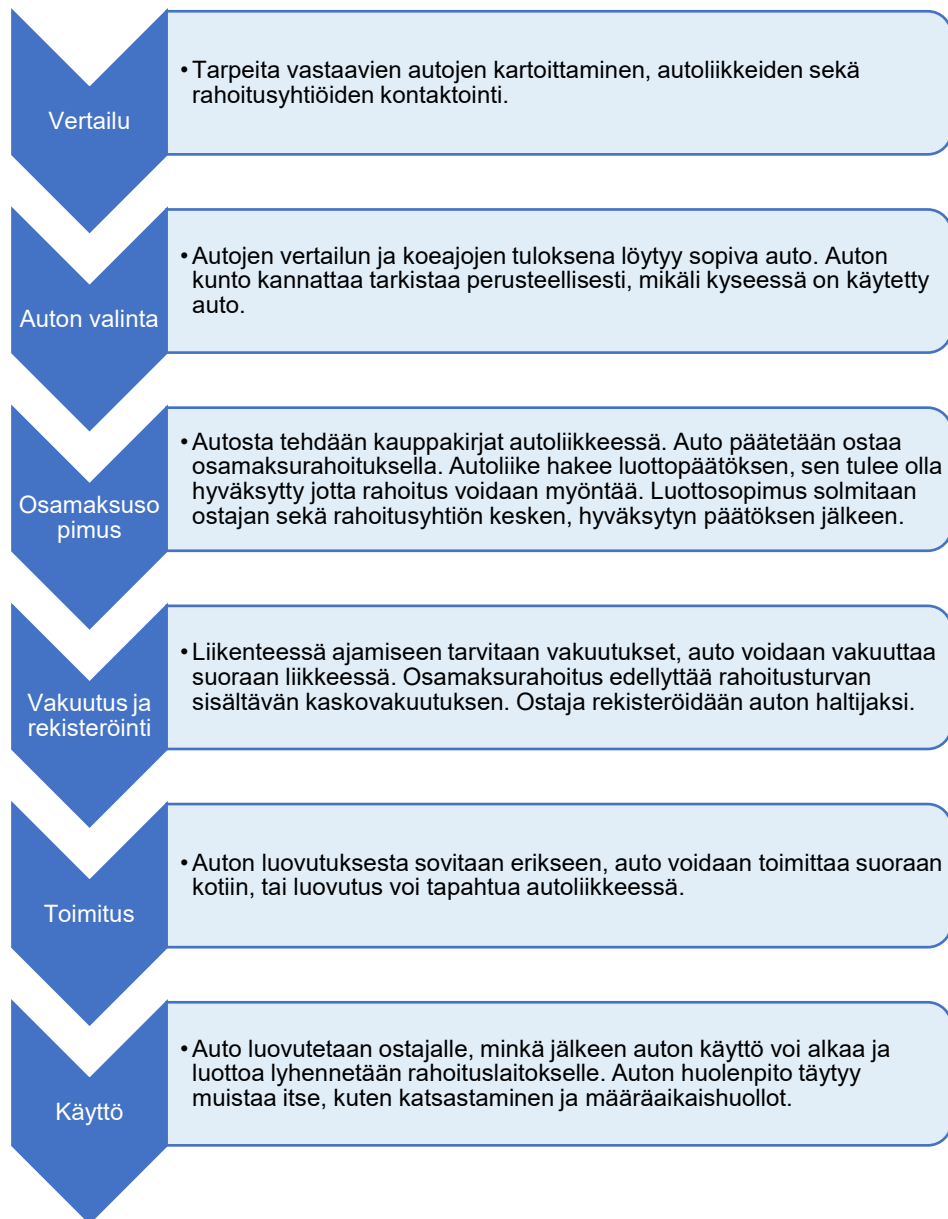 Vertailu
• Tarpeita vastaavien autojen kartoittaminen, autoliikkeiden sekä
rahoitusyhtiöiden kontaktointi.
Auton valinta
• Autojen vertailun ja koeajojen tuloksena löytyy sopiva auto. Auton
kunto kannattaa tarkistaa perusteellisesti, mikäli kyseessä on käytetty
auto.
Osamaksuso
pimus
• Autosta tehdään kauppakirjat autoliikkeessä. Auto päätetään ostaa
osamaksurahoituksella. Autoliike hakee luottopäätöksen, sen tulee olla
hyväksytty jotta rahoitus voidaan myöntää. Luottosopimus solmitaan
ostajan sekä rahoitusyhtiön kesken, hyväksytyn päätöksen jälkeen.
Vakuutus ja
rekisteröinti
• Liikenteessä ajamiseen tarvitaan vakuutukset, auto voidaan vakuuttaa
suoraan liikkeessä. Osamaksurahoitus edellyttää rahoitusturvan
sisältävän kaskovakuutuksen. Ostaja rekisteröidään auton haltijaksi.
Toimitus
• Auton luovutuksesta sovitaan erikseen, auto voidaan toimittaa suoraan
kotiin, tai luovutus voi tapahtua autoliikkeessä.
Käyttö
• Auto luovutetaan ostajalle, minkä jälkeen auton käyttö voi alkaa ja
luottoa lyhennetään rahoituslaitokselle. Auton huolenpito täytyy
muistaa itse, kuten katsastaminen ja määräaikaishuollot.